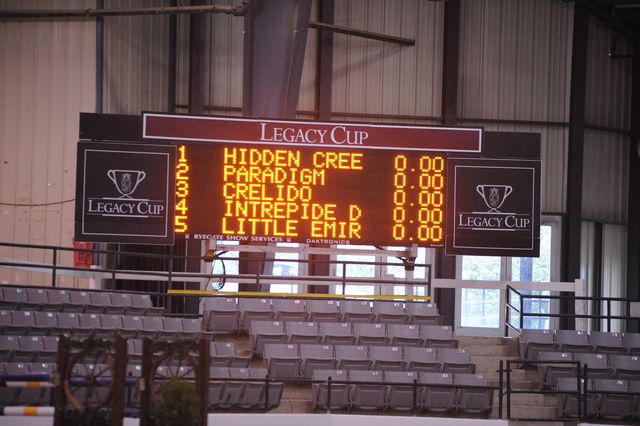 LEGACY CUP
1 HIDDEN CREE 0.00
2 PARADIGM 0.00
3 CRELIDO 0.00
4 INTREPIDE D 0.00
5 LITTLE EMIR 0.00
LEGACY CUP
LEGACY CUP
RYEGATE SHOW SERVICES DAKTRONICS